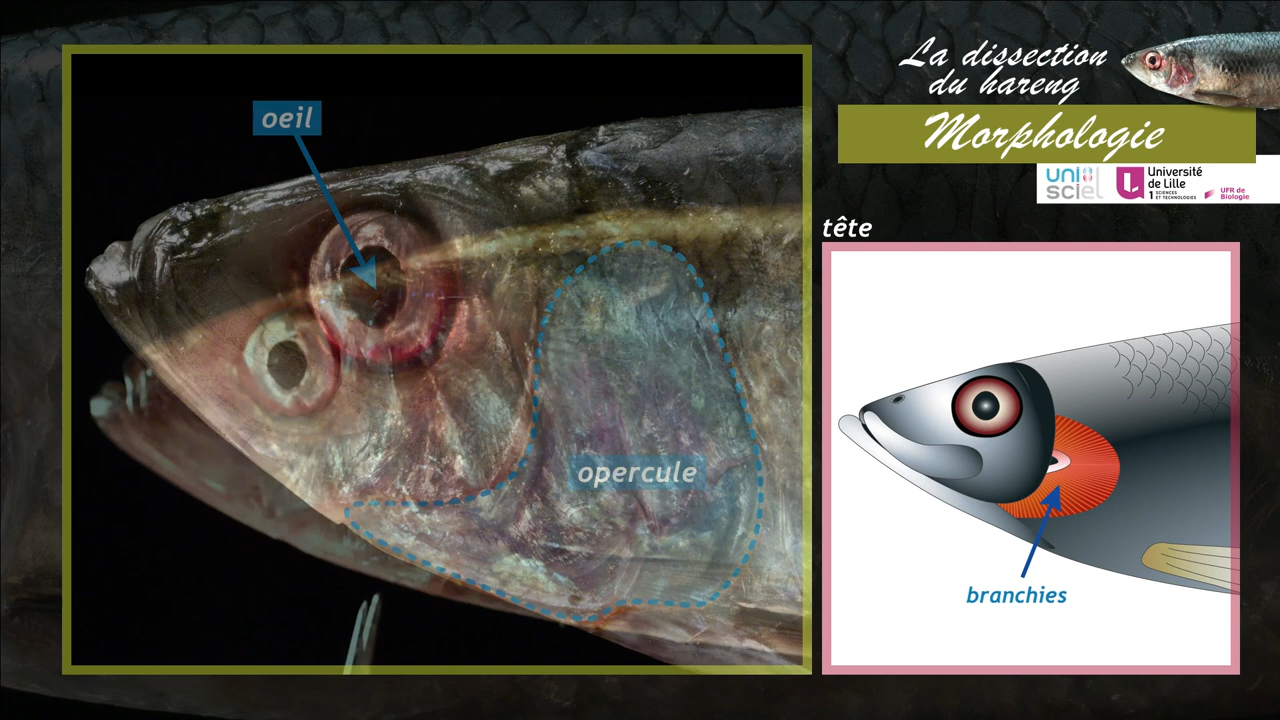 La dissection
du hareng
Morphologie
uni
sciel
Université
de Lille
1 SCIENCES
ET TECHNOLOGIES
UFR de
Biologie
oeil
opercule
tête
branchies